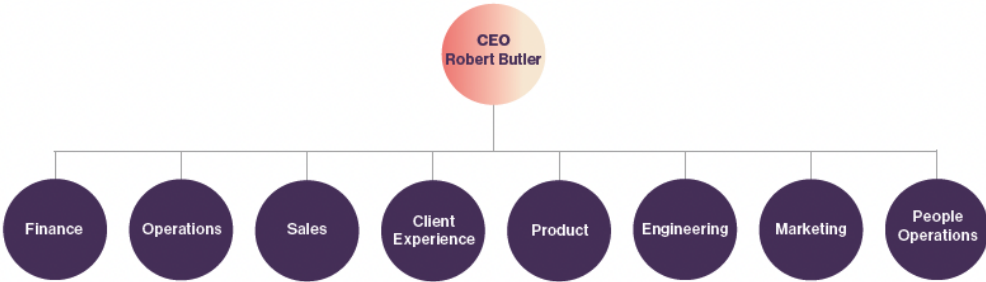 CEO
Robert Butler
Finance
Operations
Sales
Client
Experience
Product
Engineering
Marketing
People
Operations